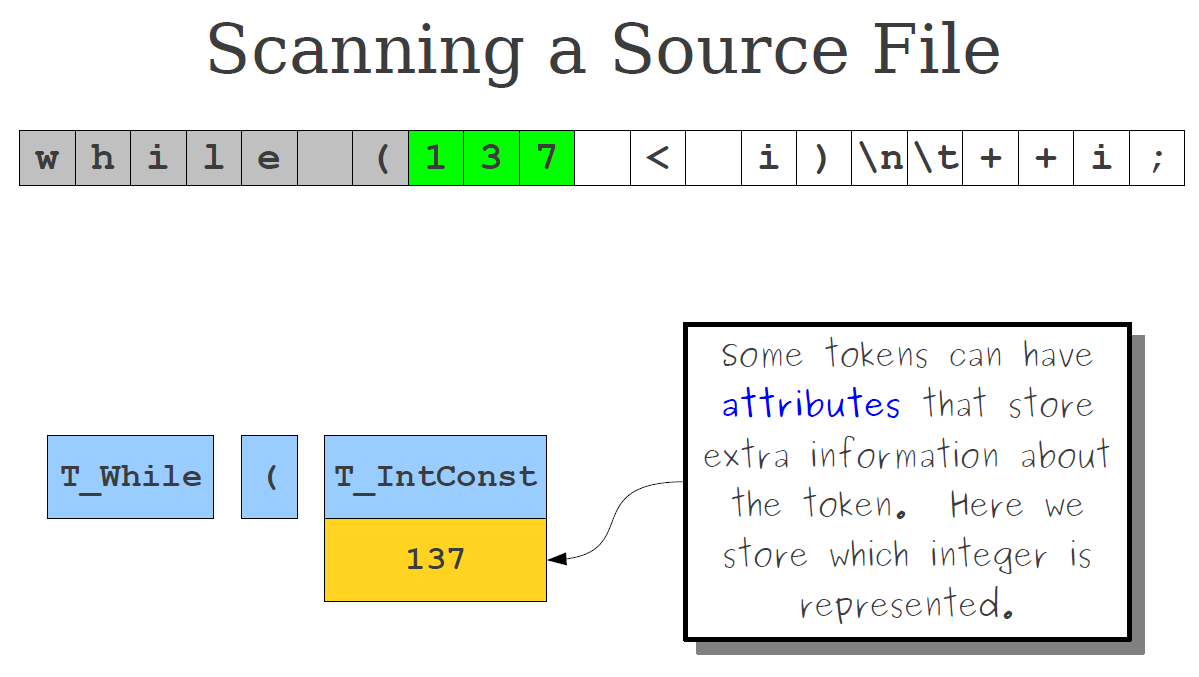 Scanning a Source File
w h i l e ( 1 3 7 < i ) \n \t + + i ;
Some tokens can have
attributes that store
extra information about
the token. Here we
store which integer is
represented.
T_While ( T_IntConst
137